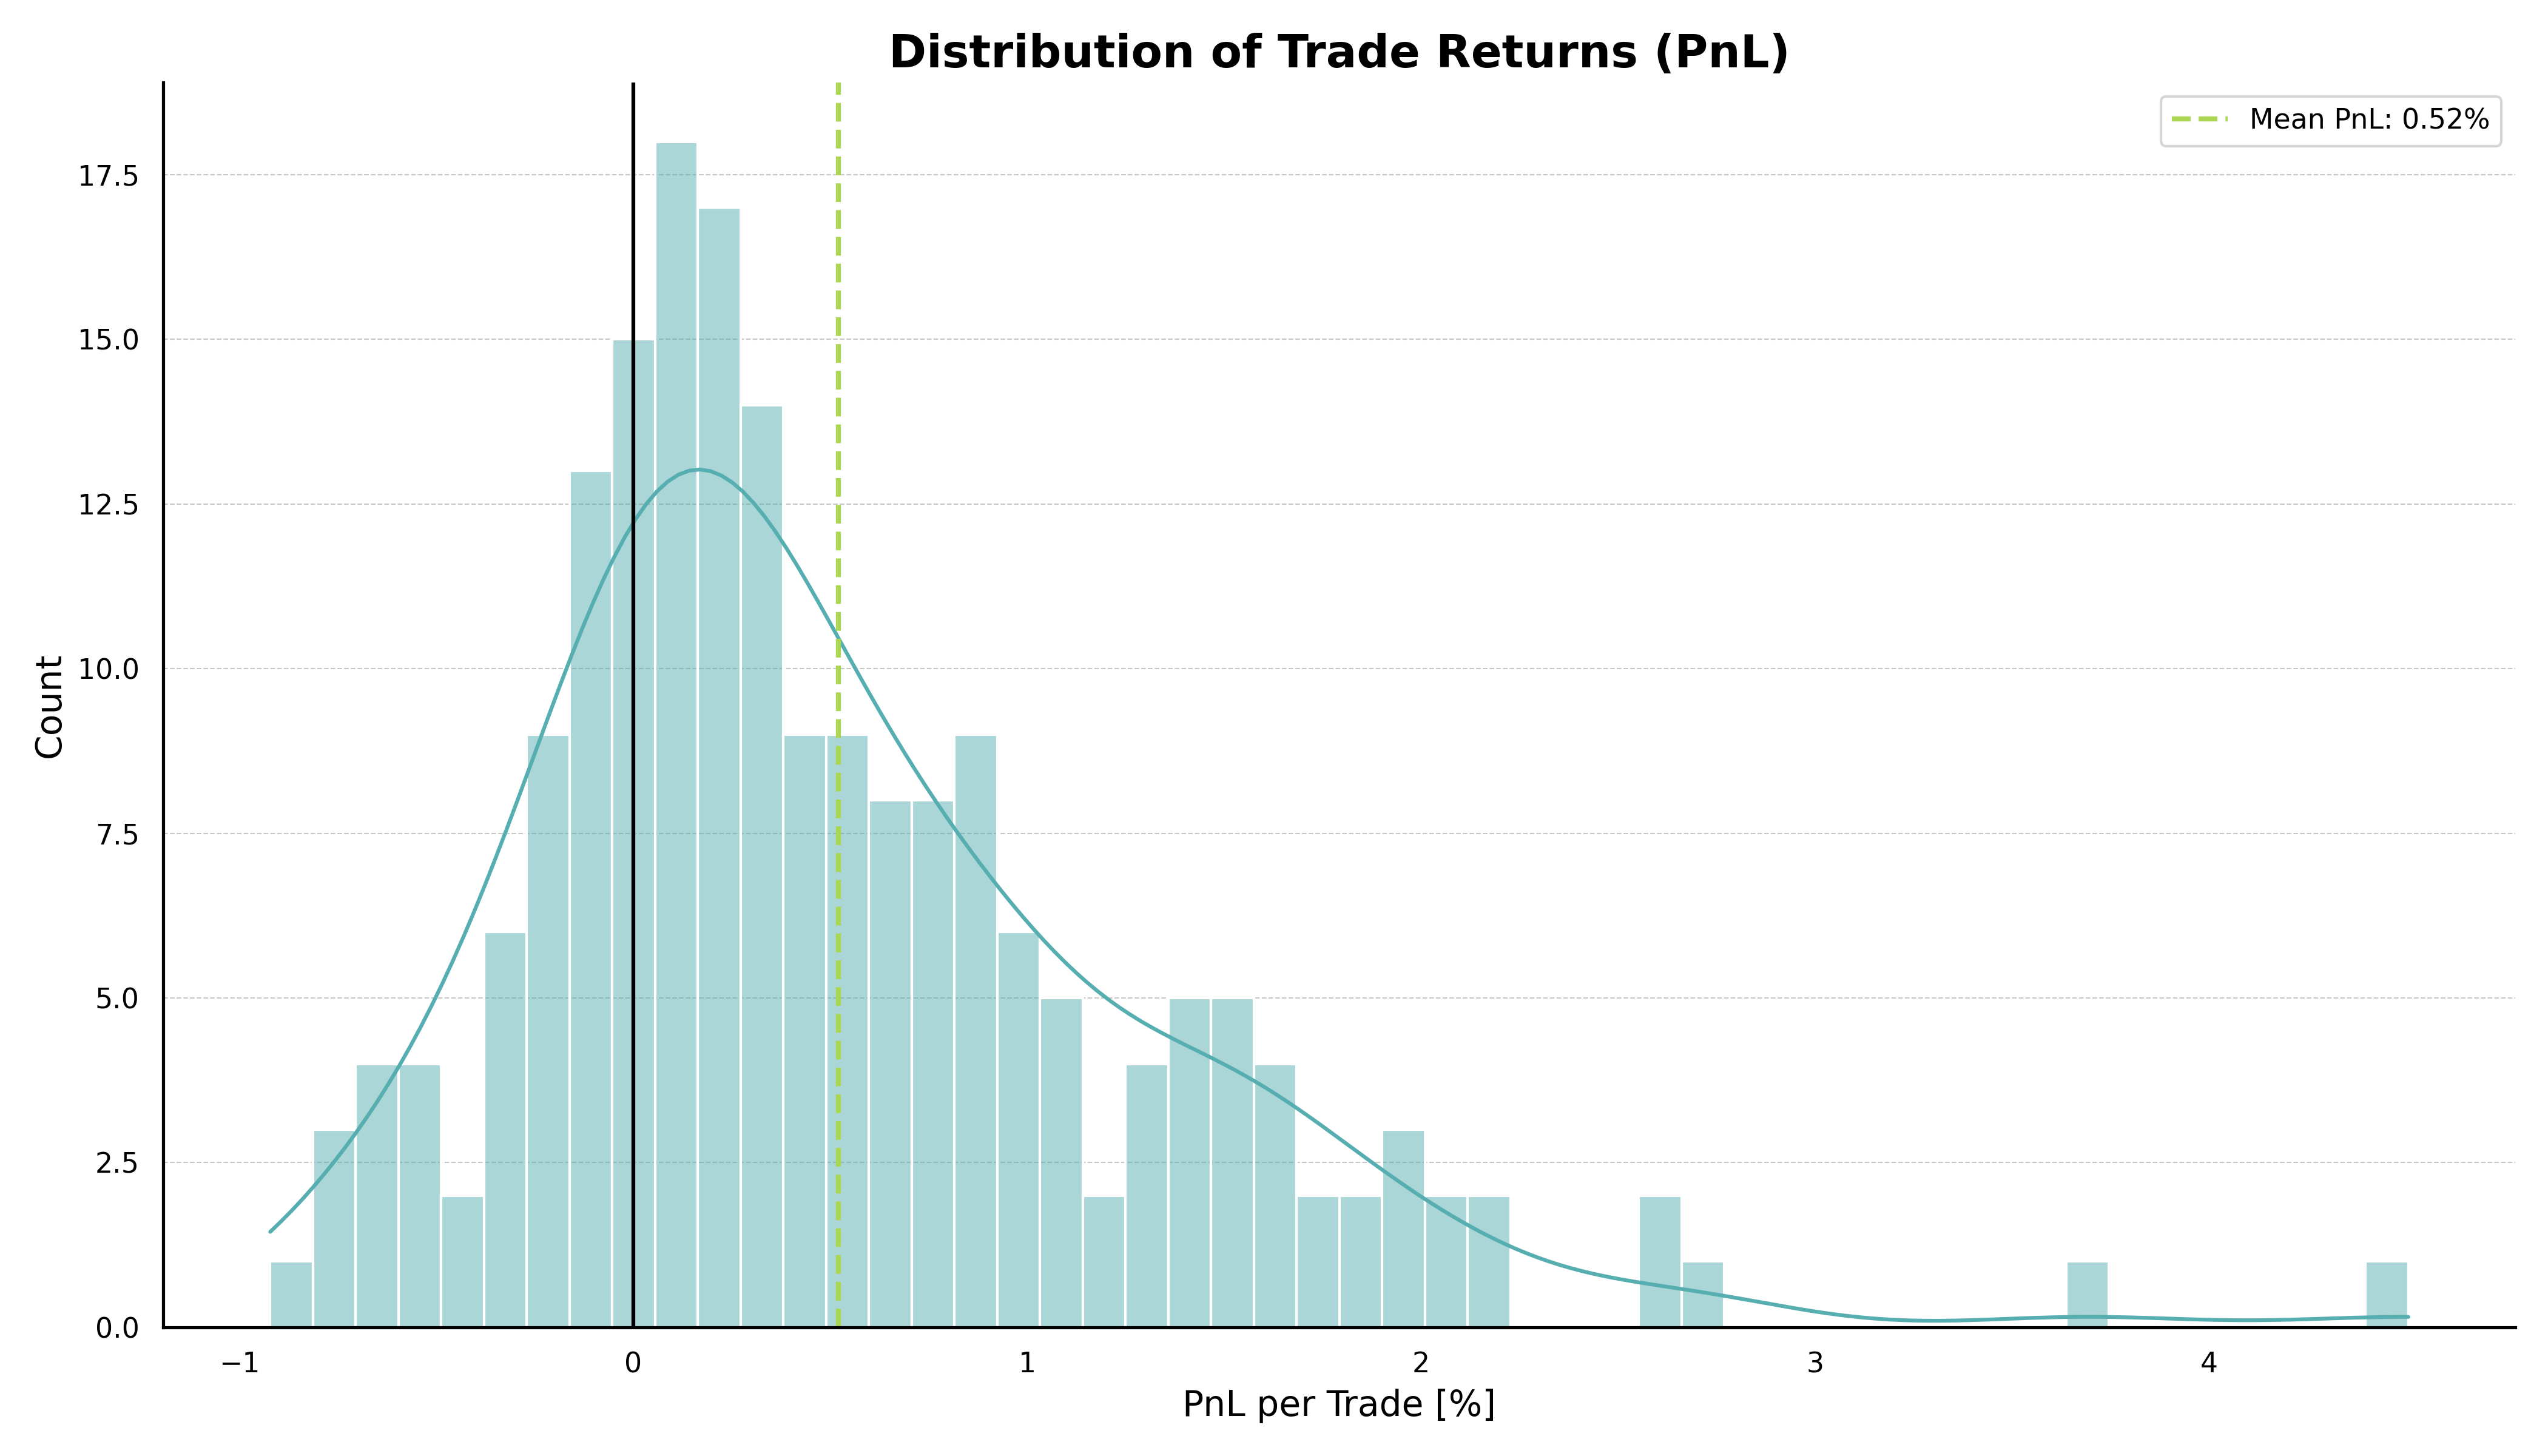 Distribution of Trade Returns (PnL)
Mean PnL: 0.52%
Count
17.5
15.0
12.5
10.0
7.5
5.0
2.5
0.0
−1 0 1 2 3 4
PnL per Trade [%]